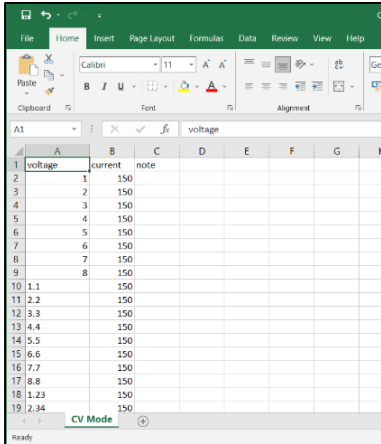 File Home Insert Page Layout Formulas Data Review View Help
Calibri 11 A A ab Ge
Paste B I U A
Clipboard Font Alignment
A1 fx voltage
A B C D E F G
1 voltage current note
2 1 150
3 2 150
4 3 150
5 4 150
6 5 150
7 6 150
8 7 150
9 8 150
10 1.1 150
11 2.2 150
12 3.3 150
13 4.4 150
14 5.5 150
15 6.6 150
16 7.7 150
17 8.8 150
18 1.23 150
19 2.34 150
CV Mode
Ready